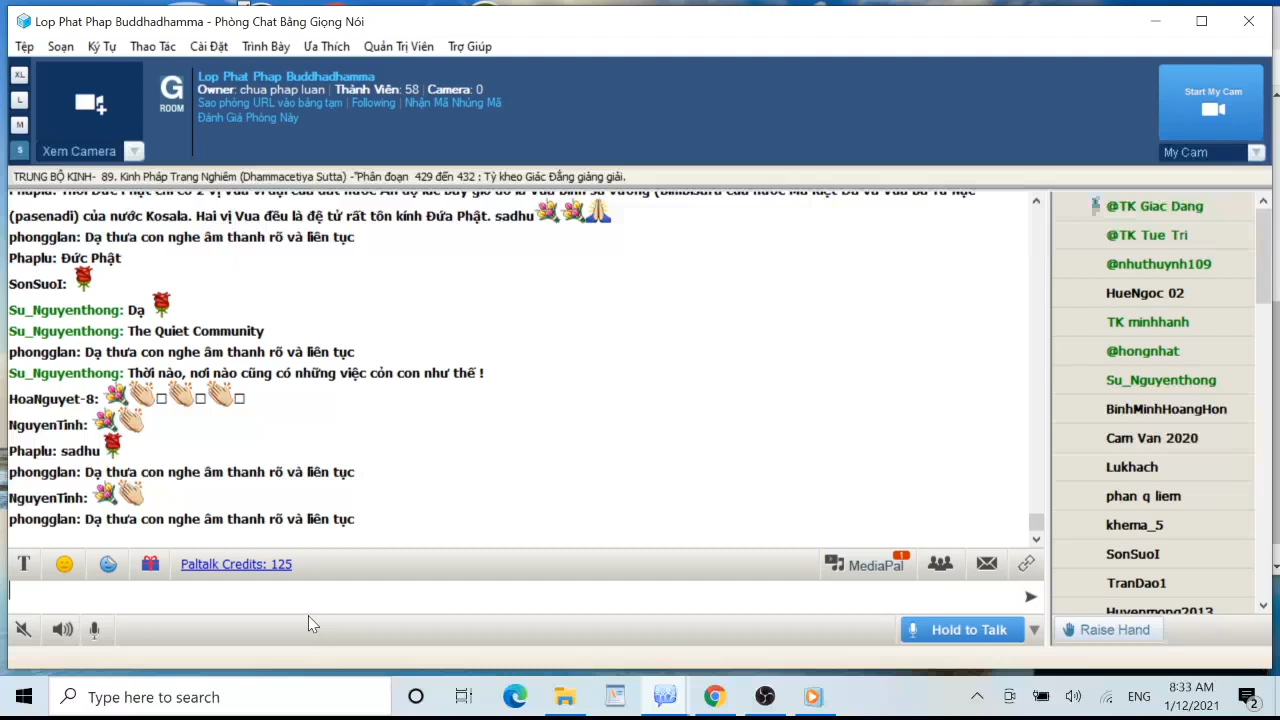 Lop Phat Phap Buddhadhamma - Phòng Chat Bằng Giọng Nói
Tệp Soạn Ký Tự Thao Tác Cài Đặt Trình Bày Ưa Thích Quản Trị Viên Trợ Giúp
XL
L
M
S
Xem Camera
G
ROOM
Lop Phat Phap Buddhadhamma
Owner: chua phap luan | Thành Viên: 58 | Camera: 0
Sao phòng URL vào bảng tạm | Following | Nhận Mã Nhúng Mã
Đánh Giá Phòng Này
Start My Cam
My Cam
TRUNG BỘ KINH- 89. Kinh Pháp Trang Nghiêm (Dhammacetiya Sutta) -"Phân đoạn 429 đến 432 : Tỳ kheo Giác Đẳng giảng giải.
(pasenadi) của nước Kosala. Hai vị Vua đều là đệ tử rất tôn kính Đứa Phật. sadhu
phongglan: Dạ thưa con nghe âm thanh rõ và liên tục
Phaplu: Đức Phật
SonSuoI:
Su_Nguyenthong: Dạ
Su_Nguyenthong: The Quiet Community
phongglan: Dạ thưa con nghe âm thanh rõ và liên tục
Su_Nguyenthong: Thời nào, nơi nào cũng có những việc cỏn con như thế !
HoaNguyet-8:
NguyenTinh:
Phaplu: sadhu
phongglan: Dạ thưa con nghe âm thanh rõ và liên tục
NguyenTinh:
phongglan: Dạ thưa con nghe âm thanh rõ và liên tục
@TK Giac Dang
@TK Tue Tri
@nhuthuynh109
HueNgoc 02
TK minhhanh
@hongnhat
Su_Nguyenthong
BinhMinhHoangHon
Cam Van 2020
Lukhach
phan q liem
khema_5
SonSuoI
TranDao1
Huyenmong2013
T
Paltalk Credits: 125
MediaPal
1
Hold to Talk
Raise Hand
Type here to search
ENG
8:33 AM
1/12/2021
2